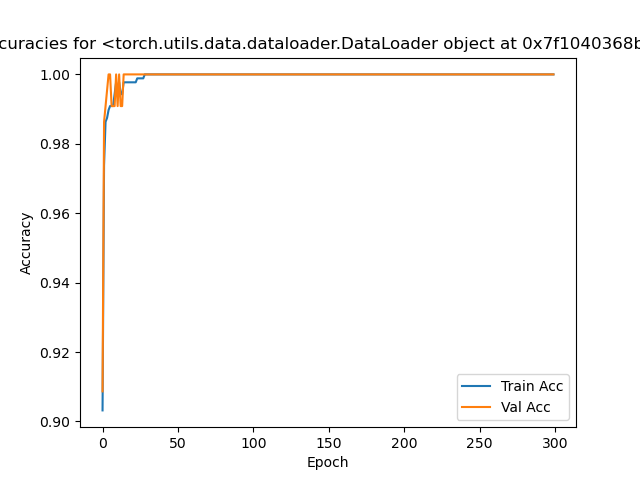 curacies for <torch.utils.data.dataloader.DataLoader object at 0x7f1040368b
1.00
0.98
0.96
0.94
0.92
0.90
Accuracy
Train Acc
Val Acc
0 50 100 150 200 250 300
Epoch